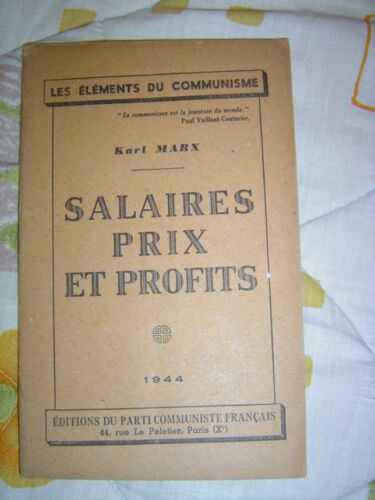 LES ÉLÉMENTS DU COMMUNISME
"Le communisme est la jeunesse du monde."
Paul Vaillant-Couturier.
Karl MARX
SALAIRES
PRIX
ET PROFITS
1944
ÉDITIONS DU PARTI COMMUNISTE FRANÇAIS
44, rue Le Peletier, Paris (Xᵉ)